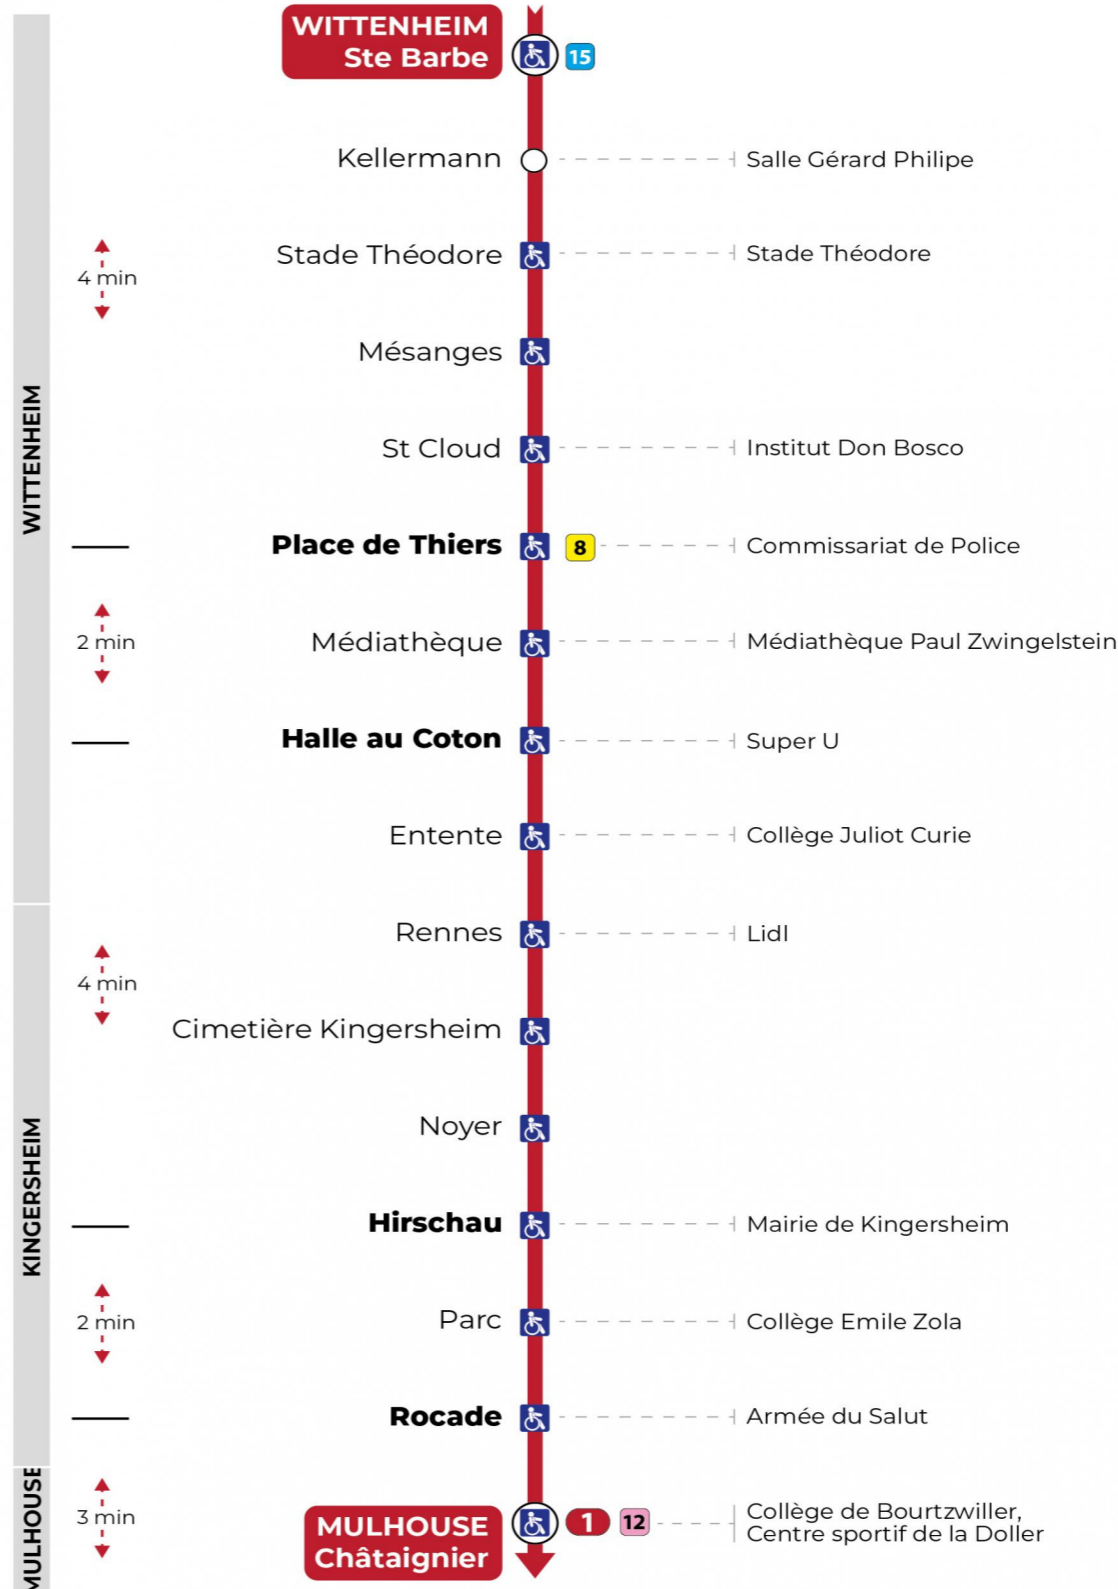 WITTENHEIM
Ste Barbe
15
Kellermann
Salle Gérard Philipe
Stade Théodore
Stade Théodore
4 min
Mésanges
WITTENHEIM
St Cloud
Institut Don Bosco
Place de Thiers
8
Commissariat de Police
2 min
Médiathèque
Médiathèque Paul Zwingelstein
Halle au Coton
Super U
Entente
Collège Juliot Curie
Rennes
Lidl
4 min
Cimetière Kingersheim
Noyer
KINGERSHEIM
Hirschau
Mairie de Kingersheim
2 min
Parc
Collège Emile Zola
Rocade
Armée du Salut
MULHOUSE
3 min
MULHOUSE
Châtaignier
1
12
Collège de Bourtzwiller,
Centre sportif de la Doller